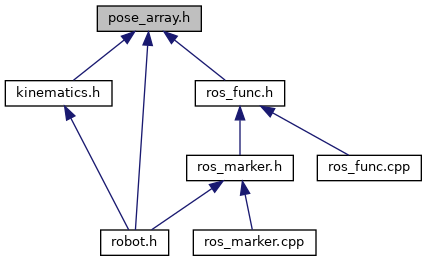 pose_array.h
kinematics.h
ros_func.h
ros_marker.h
ros_func.cpp
robot.h
ros_marker.cpp